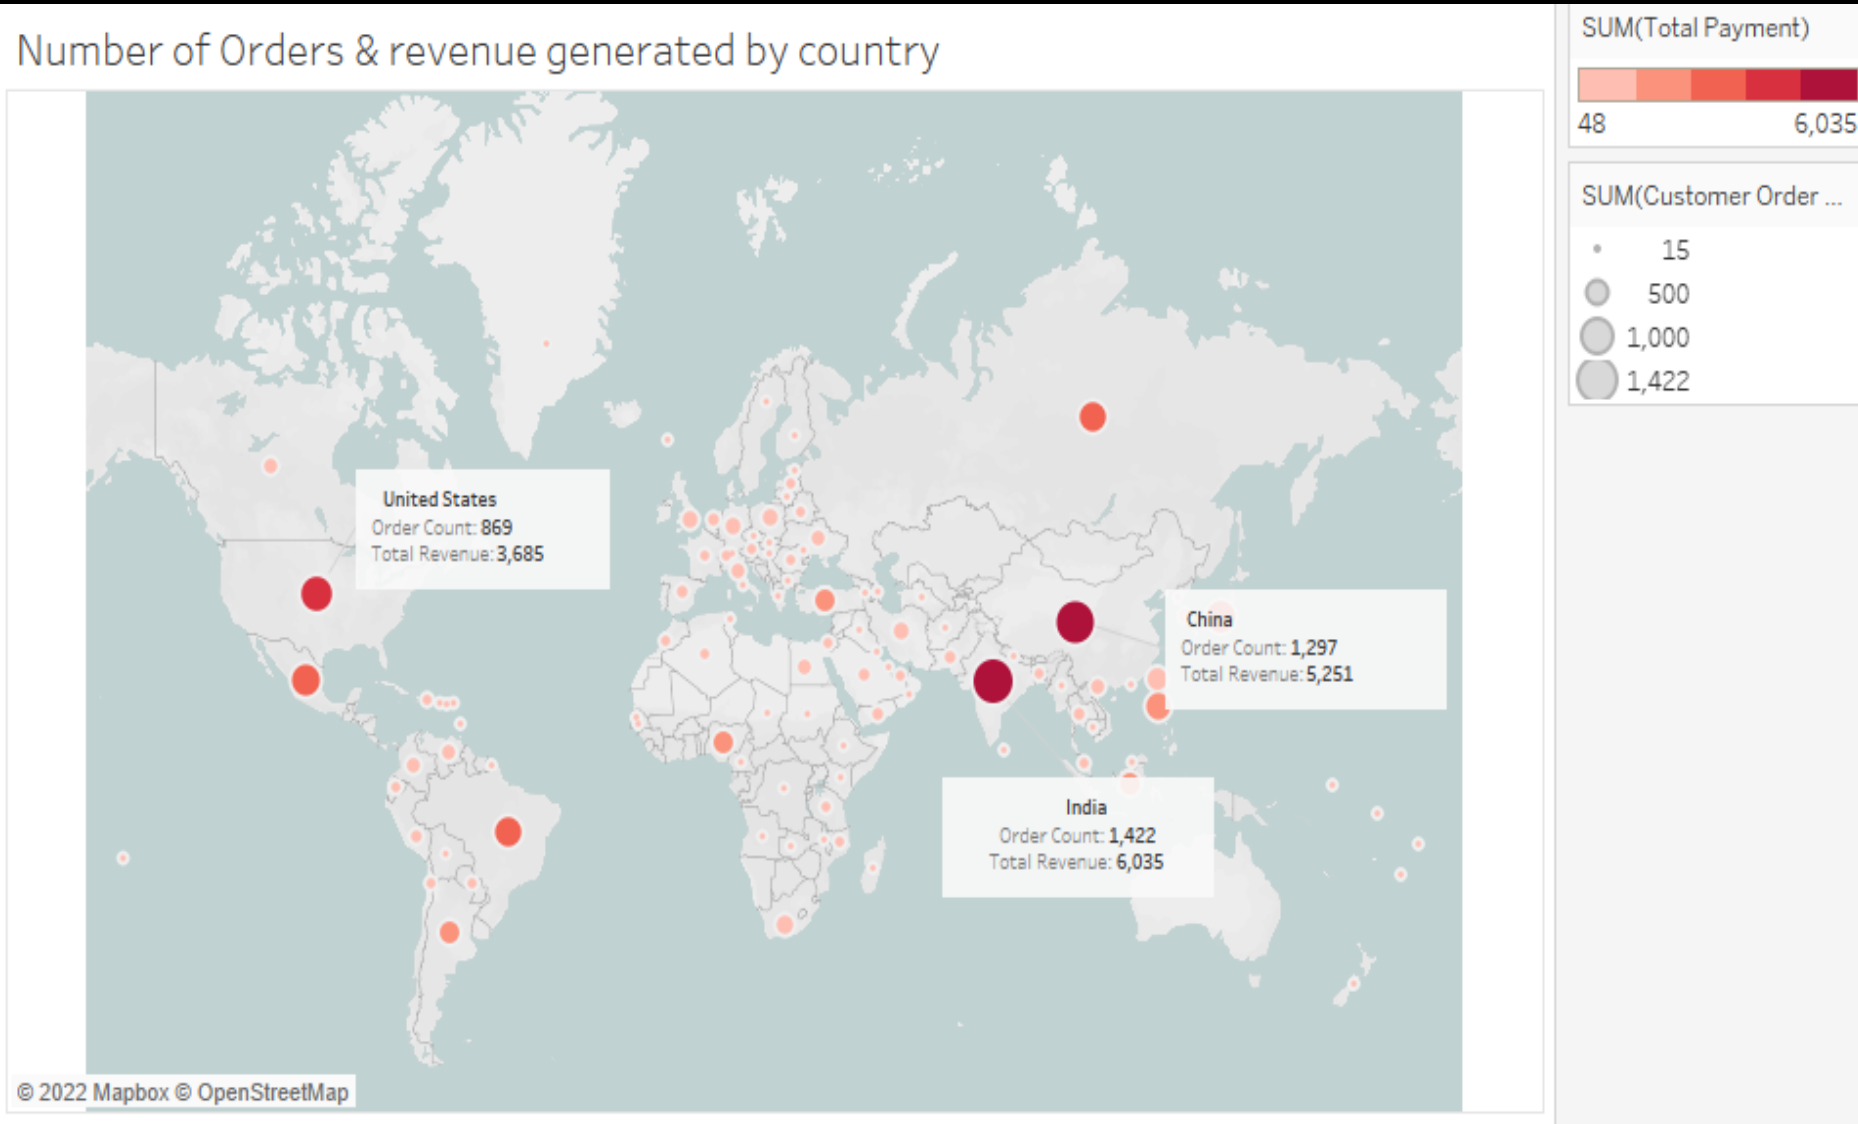 Number of Orders & revenue generated by country
SUM(Total Payment)
48 6,035
SUM(Customer Order ...
15
500
1,000
1,422
United States
Order Count: 869
Total Revenue: 3,685
China
Order Count: 1,297
Total Revenue: 5,251
India
Order Count: 1,422
Total Revenue: 6,035
© 2022 Mapbox © OpenStreetMap